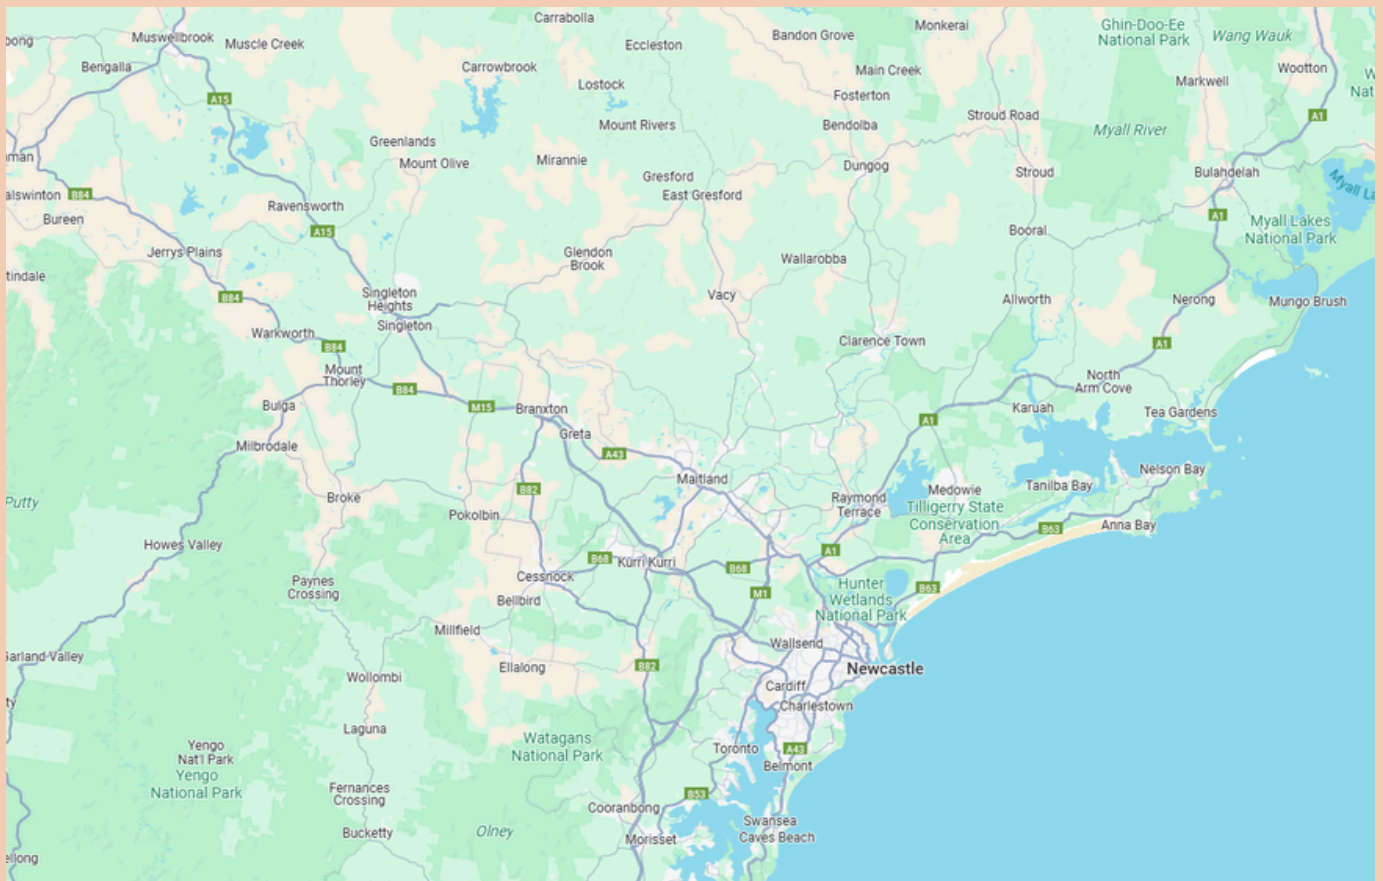 Carrabolla
Monkerai
Ghin-Doo-Ee
National Park
Wang Wauk
Muswellbrook
Muscle Creek
Eccleston
Bandon Grove
Bengalla
Carrowbrook
Lostock
Main Creek
Fosterton
Markwell
Wootton
W
Nat
A15
A1
Mount Rivers
Bendolba
Stroud Road
Myall River
Greenlands
Mount Olive
Mirannie
Dungog
Stroud
Bulahdelah
Myall La
Gresford
East Gresford
alswinton
B84
Bureen
Ravensworth
A15
A1
Myall Lakes
National Park
Booral
Jerrys Plains
Glendon
Brook
Wallarobba
tindale
B84
Singleton
Heights
Singleton
Vacy
Allworth
Nerong
Mungo Brush
Warkworth
B84
Clarence Town
A1
Mount
Thorley
B84
North
Arm Cove
Bulga
M15
Branxton
Karuah
Tea Gardens
A1
Greta
Milbrodale
A43
Maitland
Nelson Bay
Putty
Broke
B82
Raymond
Terrace
Medowie
Tanilba Bay
Tilligerry State
Conservation
Area
Pokolbin
B63
Anna Bay
Howes Valley
A1
B68
Kurri Kurri
B68
Cessnock
Paynes
Crossing
M1
Hunter
Wetlands
National Park
B63
Bellbird
Millfield
Wallsend
Garland Valley
Ellalong
B82
Newcastle
Wollombi
Cardiff
ty
Charlestown
Laguna
Watagans
National Park
Yengo
Nat'l Park
Yengo
National Park
Toronto
A43
Belmont
Fernances
Crossing
B53
Cooranbong
Bucketty
Olney
Morisset
Swansea
Caves Beach
ellong
bong
man